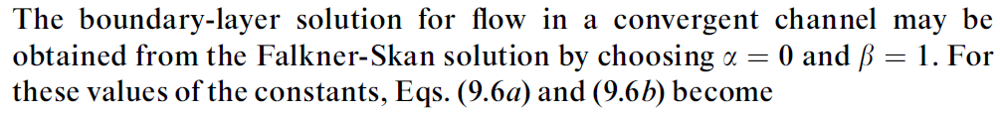 The boundary-layer solution for flow in a convergent channel may be
obtained from the Falkner-Skan solution by choosing α = 0 and β = 1. For
these values of the constants, Eqs. (9.6a) and (9.6b) become